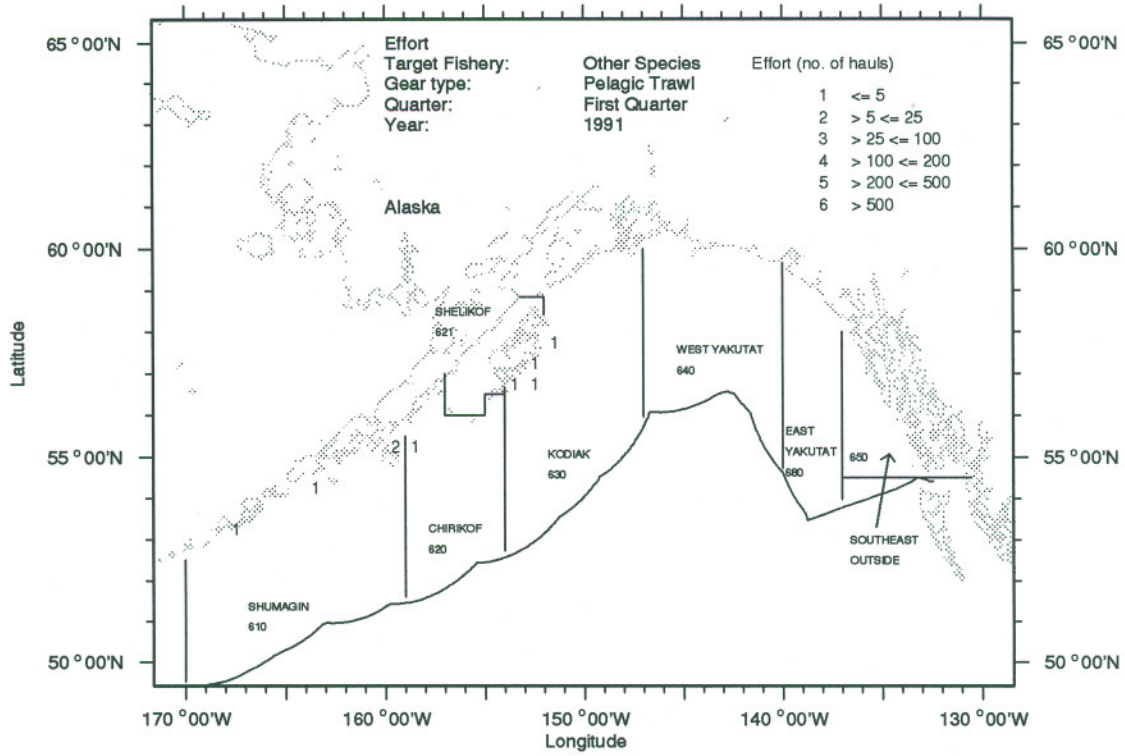 65 °00'N
65 °00'N
Effort
Target Fishery: Other Species
Gear type: Pelagic Trawl
Quarter: First Quarter
Year: 1991
Effort (no. of hauls)
1 <= 5
2 > 5 <= 25
3 > 25 <= 100
4 > 100 <= 200
5 > 200 <= 500
6 > 500
Alaska
60 °00'N
60 °00'N
SHELIKOF
621
1
1
1 1
WEST YAKUTAT
640
2 1
1
1
55 °00'N
55 °00'N
KODIAK
630
EAST
YAKUTAT
680
650
CHIRIKOF
620
SOUTHEAST
OUTSIDE
SHUMAGIN
610
50 °00'N
50 °00'N
Latitude
170 °00'W 160 °00'W 150 °00'W 140 °00'W 130 °00'W
Longitude